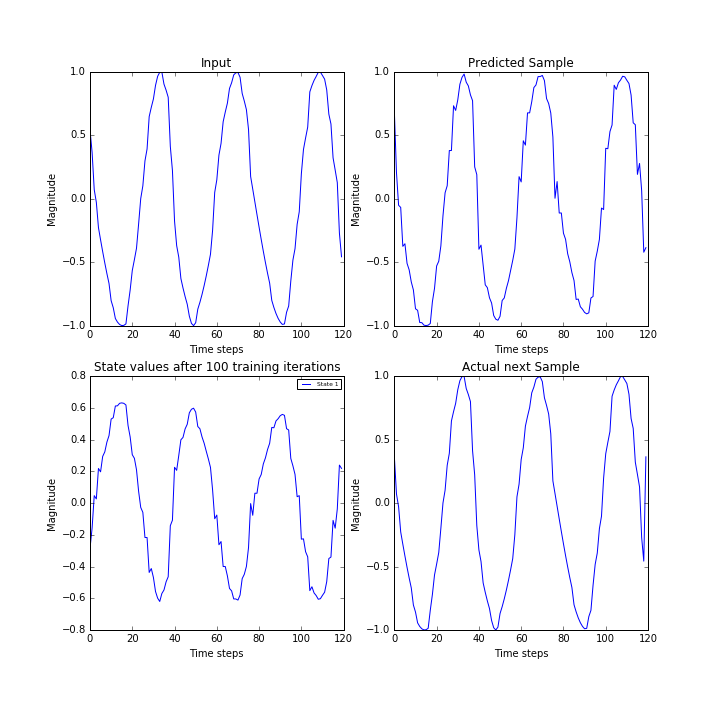 Input
Magnitude
1.0
0.5
0.0
−0.5
−1.0
0 20 40 60 80 100 120
Time steps
Predicted Sample
Magnitude
1.0
0.5
0.0
−0.5
−1.0
0 20 40 60 80 100 120
Time steps
State values after 100 training iterations
Magnitude
0.8
0.6
0.4
0.2
0.0
−0.2
−0.4
−0.6
−0.8
State 1
0 20 40 60 80 100 120
Time steps
Actual next Sample
Magnitude
1.0
0.5
0.0
−0.5
−1.0
0 20 40 60 80 100 120
Time steps